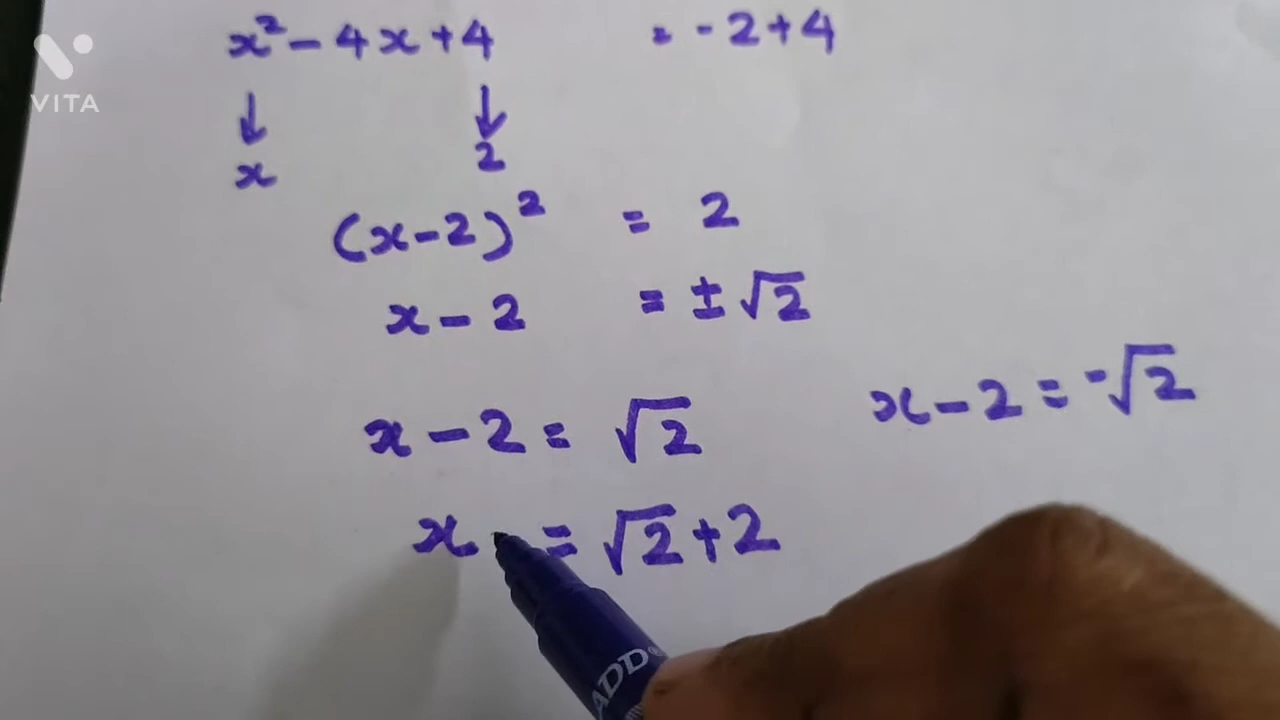 VITA
x² - 4x + 4 = -2 + 4
↓ ↓
x 2
(x - 2)² = 2
x - 2 = ± √2
x - 2 = √2 x - 2 = -√2
x = √2 + 2
ADD